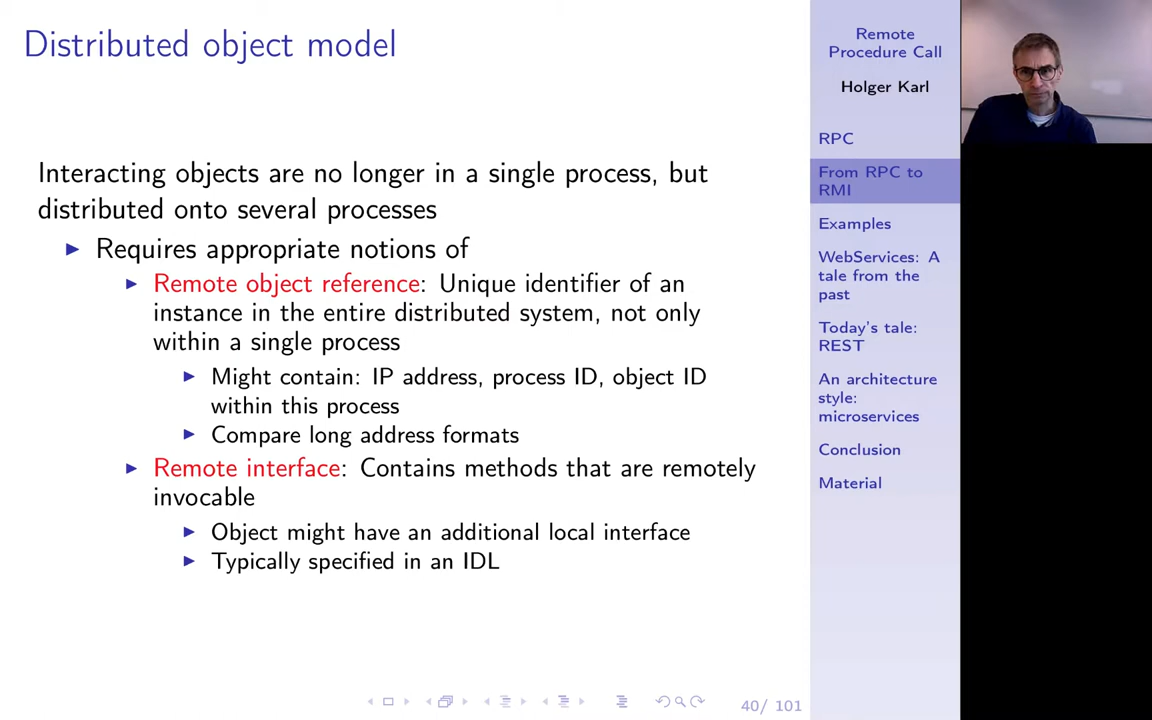 Distributed object model
Interacting objects are no longer in a single process, but
distributed onto several processes
Requires appropriate notions of
Remote object reference: Unique identifier of an
instance in the entire distributed system, not only
within a single process
Might contain: IP address, process ID, object ID
within this process
Compare long address formats
Remote interface: Contains methods that are remotely
invocable
Object might have an additional local interface
Typically specified in an IDL
40/ 101
Remote
Procedure Call
Holger Karl
RPC
From RPC to
RMI
Examples
WebServices: A
tale from the
past
Today's tale:
REST
An architecture
style:
microservices
Conclusion
Material